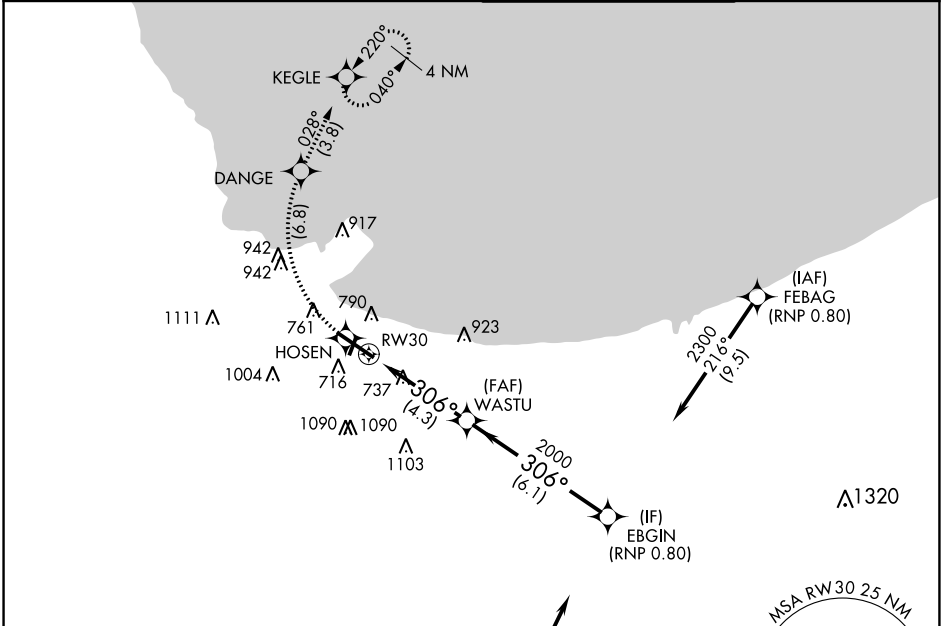 220°
KEGLE
4 NM
040°
028°
(3.8)
DANGE
(6.8)
917
942
942
(IAF)
FEBAG
(RNP 0.80)
790
1111
761
923
RW30
HOSEN
2300
216°
(9.5)
1004
716
737
306°
(4.3)
(FAF)
WASTU
1090
1090
1103
2000
306°
(6.1)
1320
(IF)
EBGIN
(RNP 0.80)
MSA RW30 25 NM